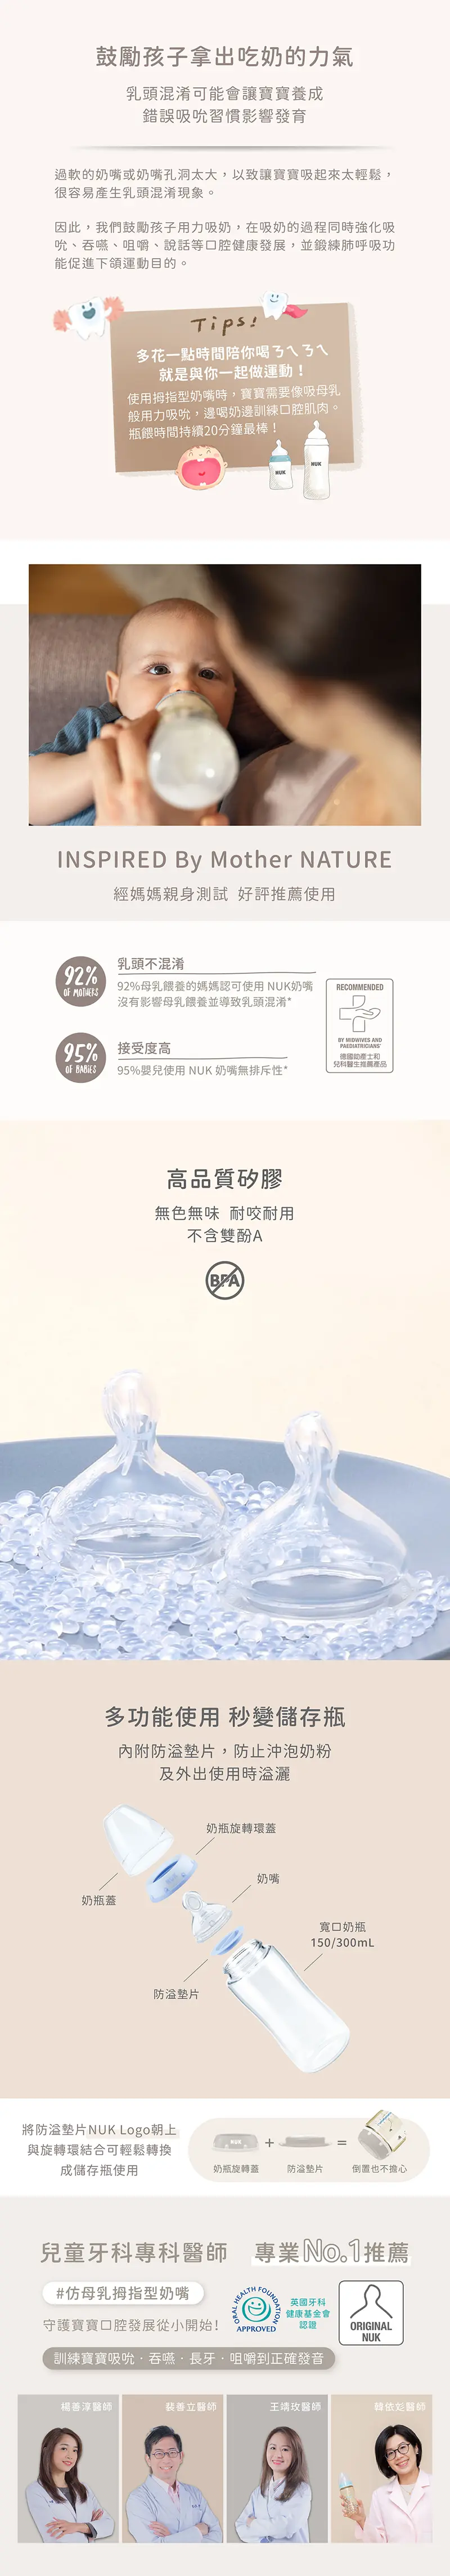 鼓勵孩子拿出吃奶的力氣
乳頭混淆可能會讓寶寶養成
錯誤吸吮習慣影響發育
過軟的奶嘴或奶嘴孔洞太大，以致讓寶寶吸起來太輕鬆，
很容易產生乳頭混淆現象。
因此，我們鼓勵孩子用力吸奶，在吸奶的過程同時強化吸
吮、吞嚥、咀嚼、說話等口腔健康發展，並鍛練肺呼吸功
能促進下頜運動目的。
Tips!
多花一點時間陪你喝ㄋㄟㄋㄟ
就是與你一起做運動！
使用拇指型奶嘴時，寶寶需要像吸母乳
般用力吸吮，邊喝奶邊訓練口腔肌肉。
瓶餵時間持續20分鐘最棒！
NUK
NUK
INSPIRED By Mother NATURE
經媽媽親身測試 好評推薦使用
92%
OF MOTHERS
乳頭不混淆
92%母乳餵養的媽媽認可使用 NUK奶嘴
沒有影響母乳餵養並導致乳頭混淆*
95%
OF BABIES
接受度高
95%嬰兒使用 NUK 奶嘴無排斥性*
RECOMMENDED
BY MIDWIVES AND
PAEDIATRICIANS*
德國助產士和
兒科醫生推薦產品
高品質矽膠
無色無味 耐咬耐用
不含雙酚A
BPA
多功能使用 秒變儲存瓶
內附防溢墊片，防止沖泡奶粉
及外出使用時溢灑
奶瓶旋轉環蓋
奶嘴
奶瓶蓋
寬口奶瓶
150/300mL
防溢墊片
將防溢墊片NUK Logo朝上
與旋轉環結合可輕鬆轉換
成儲存瓶使用
NUK
+
=
奶瓶旋轉蓋
防溢墊片
倒置也不擔心
兒童牙科專科醫師 專業No.1推薦
#仿母乳拇指型奶嘴
守護寶寶口腔發展從小開始!
ORAL HEALTH FOUNDATION
APPROVED
英國牙科
健康基金會
認證
ORIGINAL
NUK
訓練寶寶吸吮．吞嚥．長牙．咀嚼到正確發音
楊善淳醫師
裴善立醫師
王靖玫醫師
韓依彣醫師